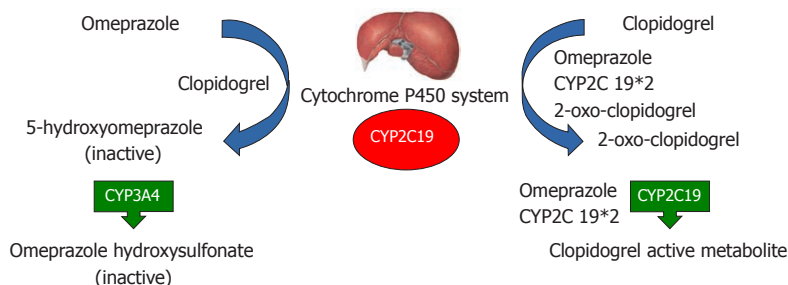 Omeprazole
Clopidogrel
5-hydroxyomeprazole
(inactive)
CYP3A4
Omeprazole hydroxysulfonate
(inactive)
Cytochrome P450 system
CYP2C19
Clopidogrel
Omeprazole
CYP2C 19*2
2-oxo-clopidogrel
2-oxo-clopidogrel
Omeprazole
CYP2C 19*2
CYP2C19
Clopidogrel active metabolite